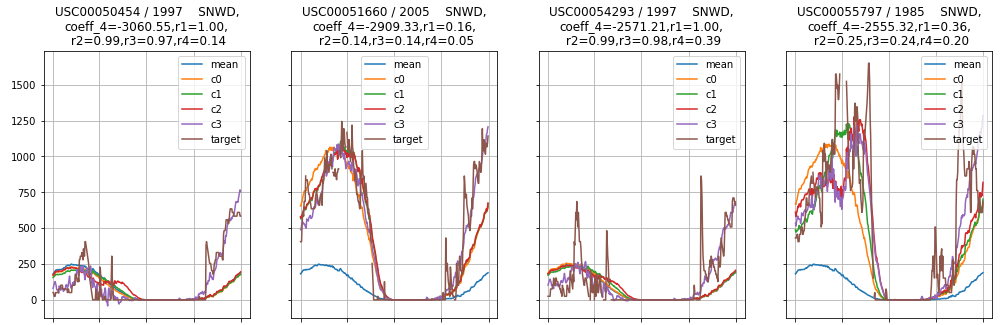 USC00050454 / 1997 SNWD,
coeff_4=-3060.55,r1=1.00,
r2=0.99,r3=0.97,r4=0.14
USC00051660 / 2005 SNWD,
coeff_4=-2909.33,r1=0.16,
r2=0.14,r3=0.14,r4=0.05
USC00054293 / 1997 SNWD,
coeff_4=-2571.21,r1=1.00,
r2=0.99,r3=0.98,r4=0.39
USC00055797 / 1985 SNWD,
coeff_4=-2555.32,r1=0.36,
r2=0.25,r3=0.24,r4=0.20
1500
1250
1000
750
500
250
0
mean
c0
c1
c2
c3
target
mean
c0
c1
c2
c3
target
mean
c0
c1
c2
c3
target
mean
c0
c1
c2
c3
target